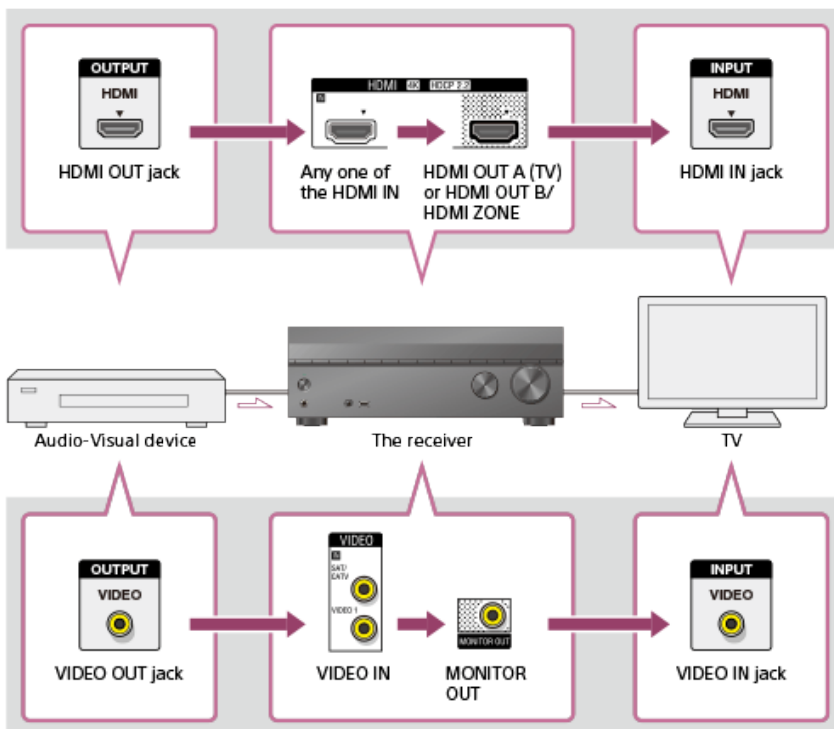 OUTPUT
HDMI
HDMI OUT jack
HDMI 4K HDCP 2.2
IN
Any one of
the HDMI IN
HDMI OUT A (TV)
or HDMI OUT B/
HDMI ZONE
INPUT
HDMI
HDMI IN jack
Audio-Visual device
The receiver
TV
OUTPUT
VIDEO
VIDEO OUT jack
VIDEO
IN
SAT/
CATV
VIDEO 1
VIDEO IN
MONITOR OUT
MONITOR
OUT
INPUT
VIDEO
VIDEO IN jack